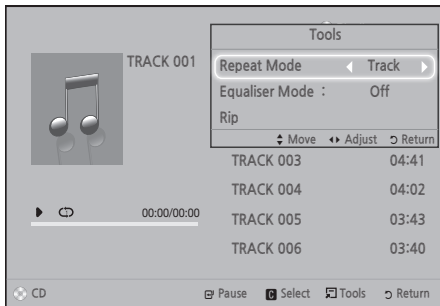 Tools
TRACK 001
Repeat Mode Track
Equaliser Mode : Off
Rip
Move Adjust Return
TRACK 003 04:41
TRACK 004 04:02
00:00/00:00
TRACK 005 03:43
TRACK 006 03:40
CD Pause C Select Tools Return